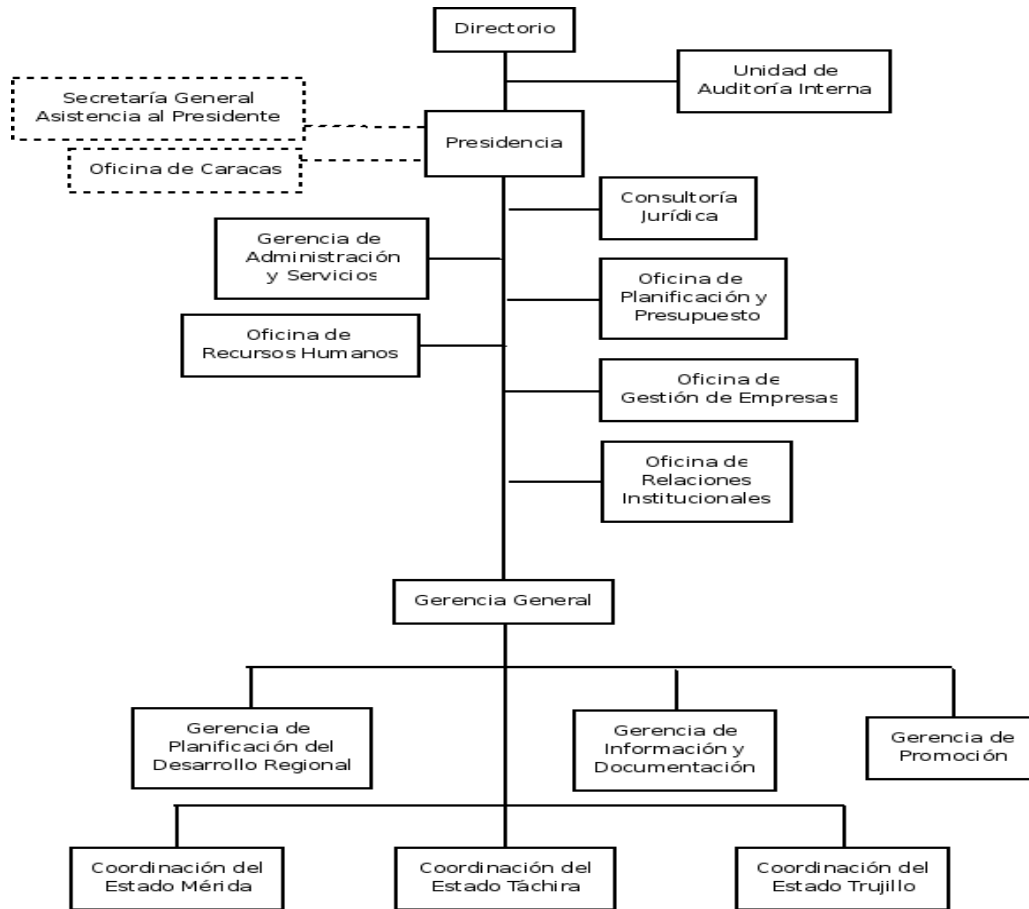 Directorio
Unidad de
Auditoría Interna
Secretaría General
Asistencia al Presidente
Presidencia
Oficina de Caracas
Consultoría
Jurídica
Gerencia de
Administración
y Servicios
Oficina de
Planificación y
Presupuesto
Oficina de
Recursos Humanos
Oficina de
Gestión de Empresas
Oficina de
Relaciones
Institucionales
Gerencia General
Gerencia de
Planificación del
Desarrollo Regional
Gerencia de
Información y
Documentación
Gerencia de
Promoción
Coordinación del
Estado Mérida
Coordinación del
Estado Táchira
Coordinación del
Estado Trujillo